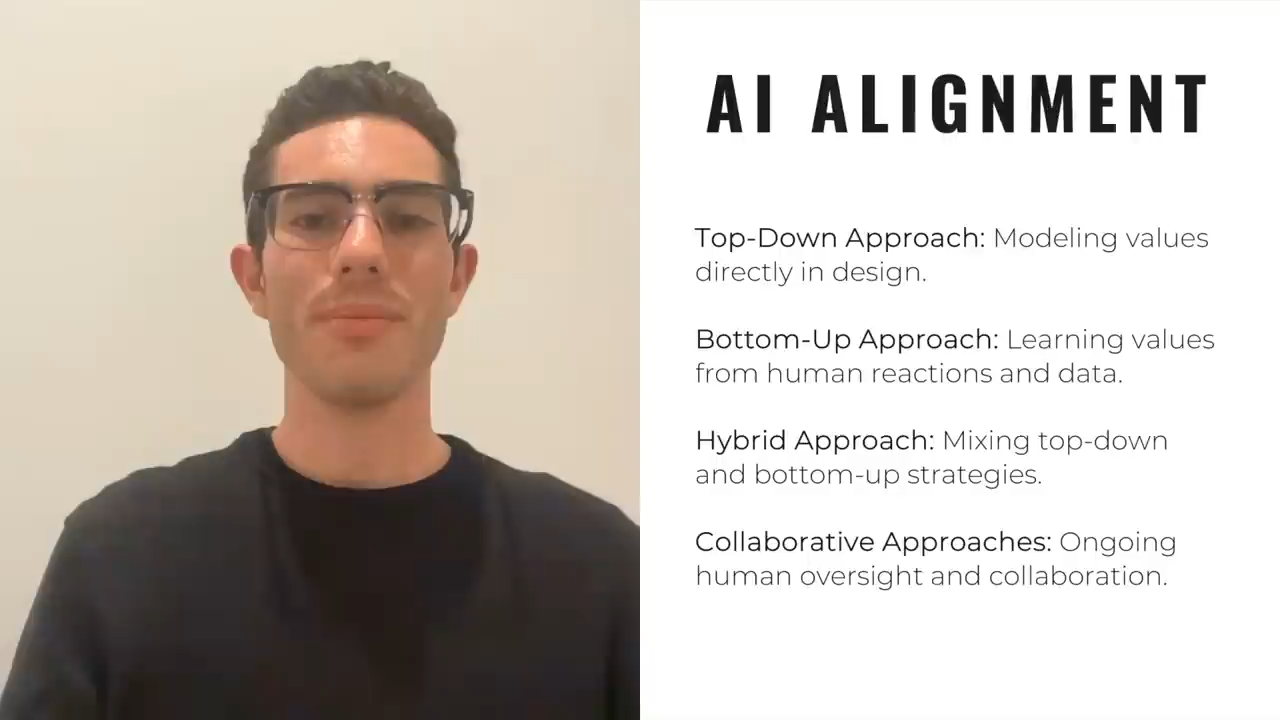 AI ALIGNMENT
Top-Down Approach: Modeling values
directly in design.
Bottom-Up Approach: Learning values
from human reactions and data.
Hybrid Approach: Mixing top-down
and bottom-up strategies.
Collaborative Approaches: Ongoing
human oversight and collaboration.